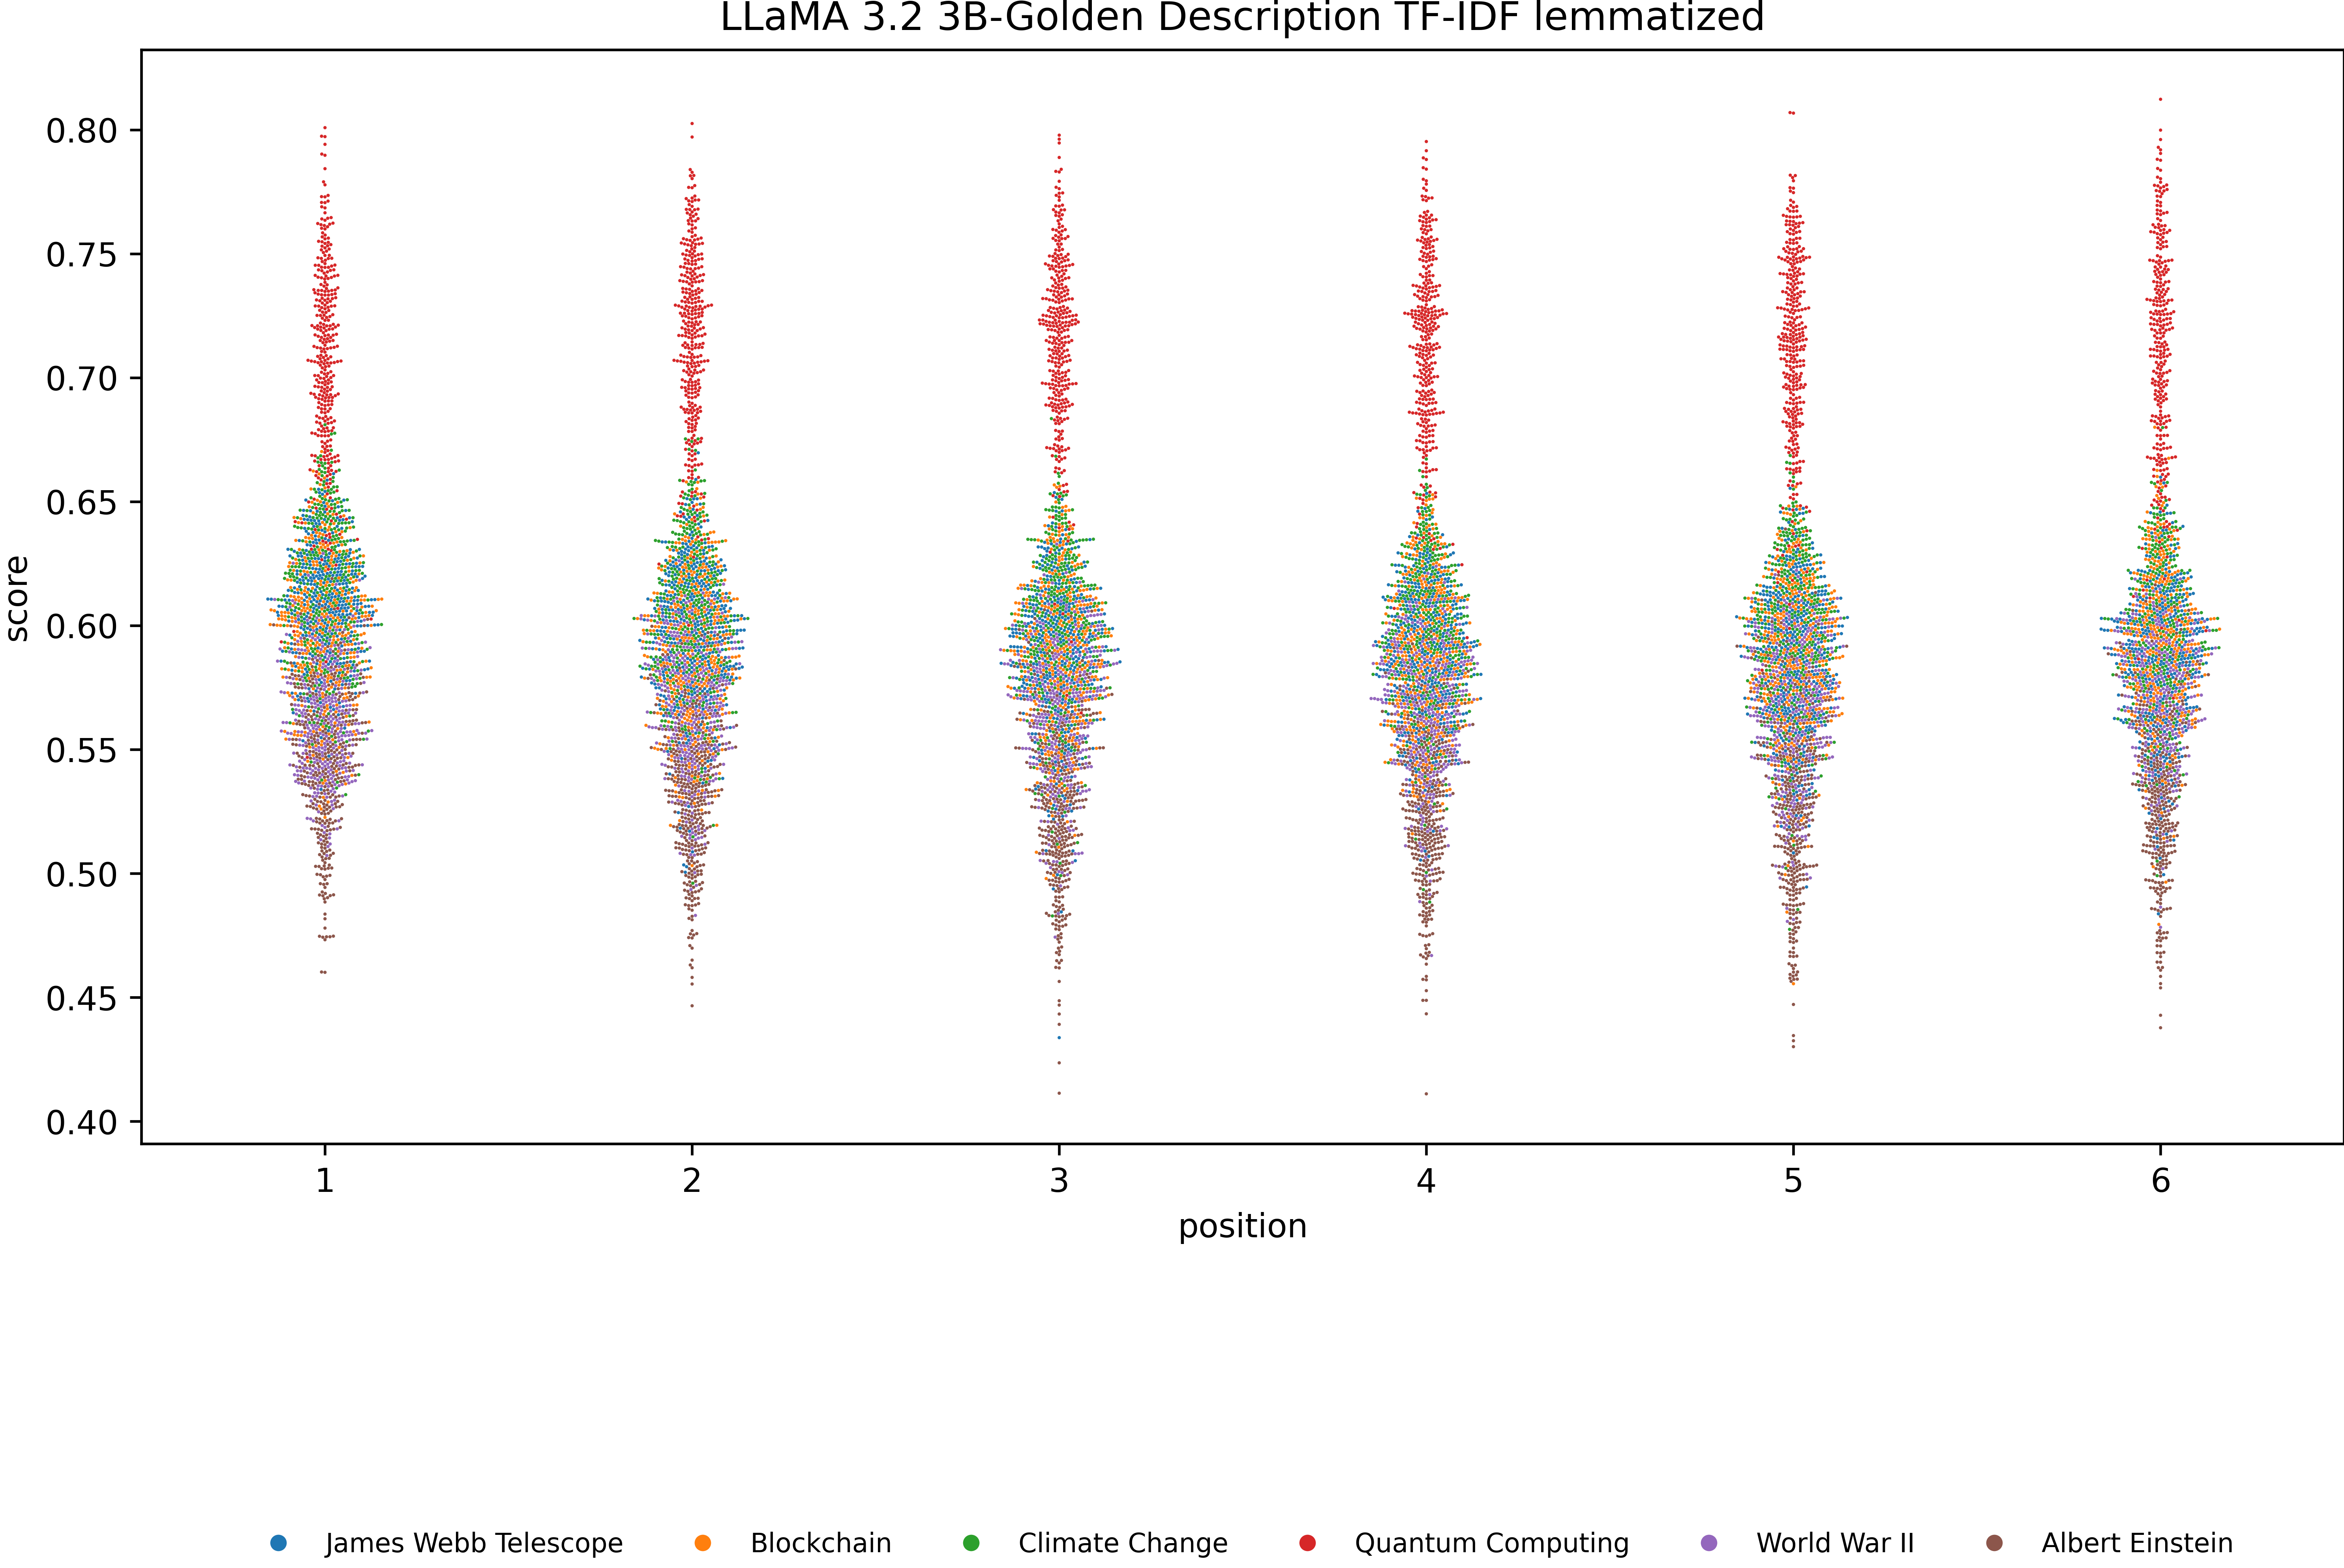 LLaMA 3.2 3B-Golden Description TF-IDF lemmatized
score
0.80
0.75
0.70
0.65
0.60
0.55
0.50
0.45
0.40
1 2 3 4 5 6
position
James Webb Telescope Blockchain Climate Change Quantum Computing World War II Albert Einstein